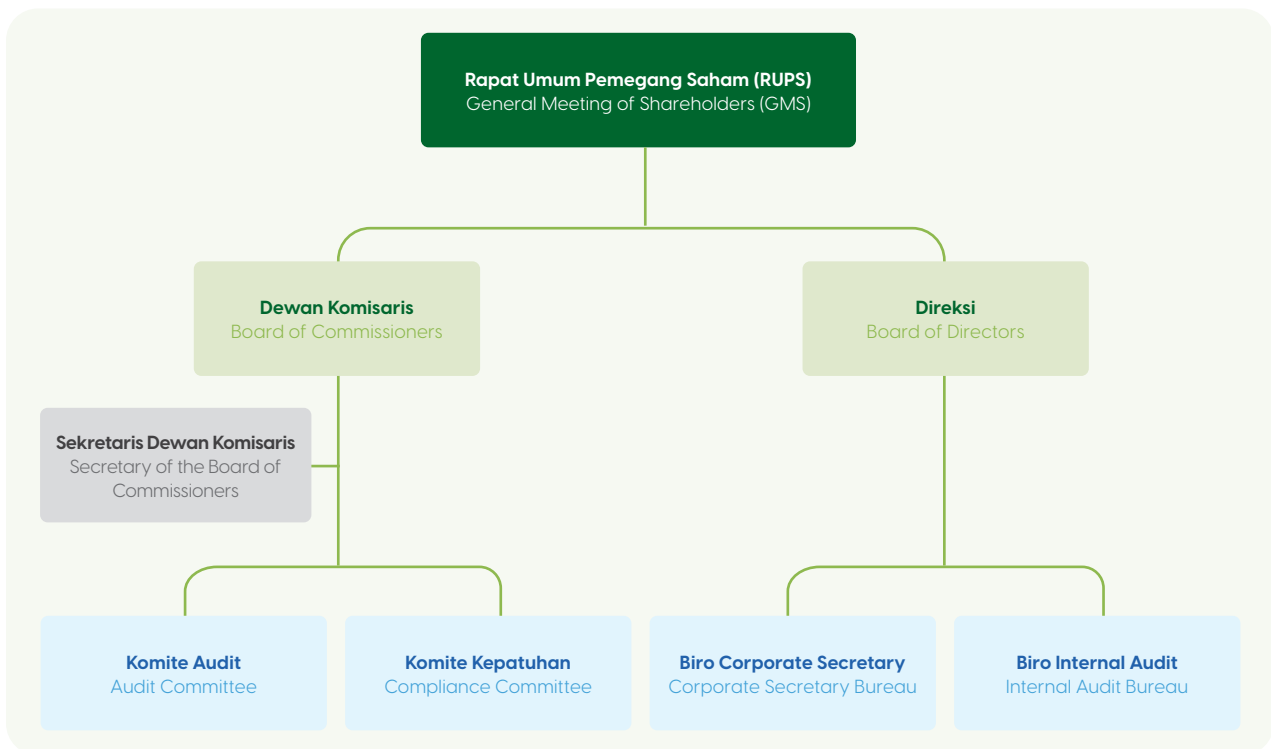 Rapat Umum Pemegang Saham (RUPS)
General Meeting of Shareholders (GMS)
Dewan Komisaris
Board of Commissioners
Direksi
Board of Directors
Sekretaris Dewan Komisaris
Secretary of the Board of
Commissioners
Komite Audit
Audit Committee
Komite Kepatuhan
Compliance Committee
Biro Corporate Secretary
Corporate Secretary Bureau
Biro Internal Audit
Internal Audit Bureau